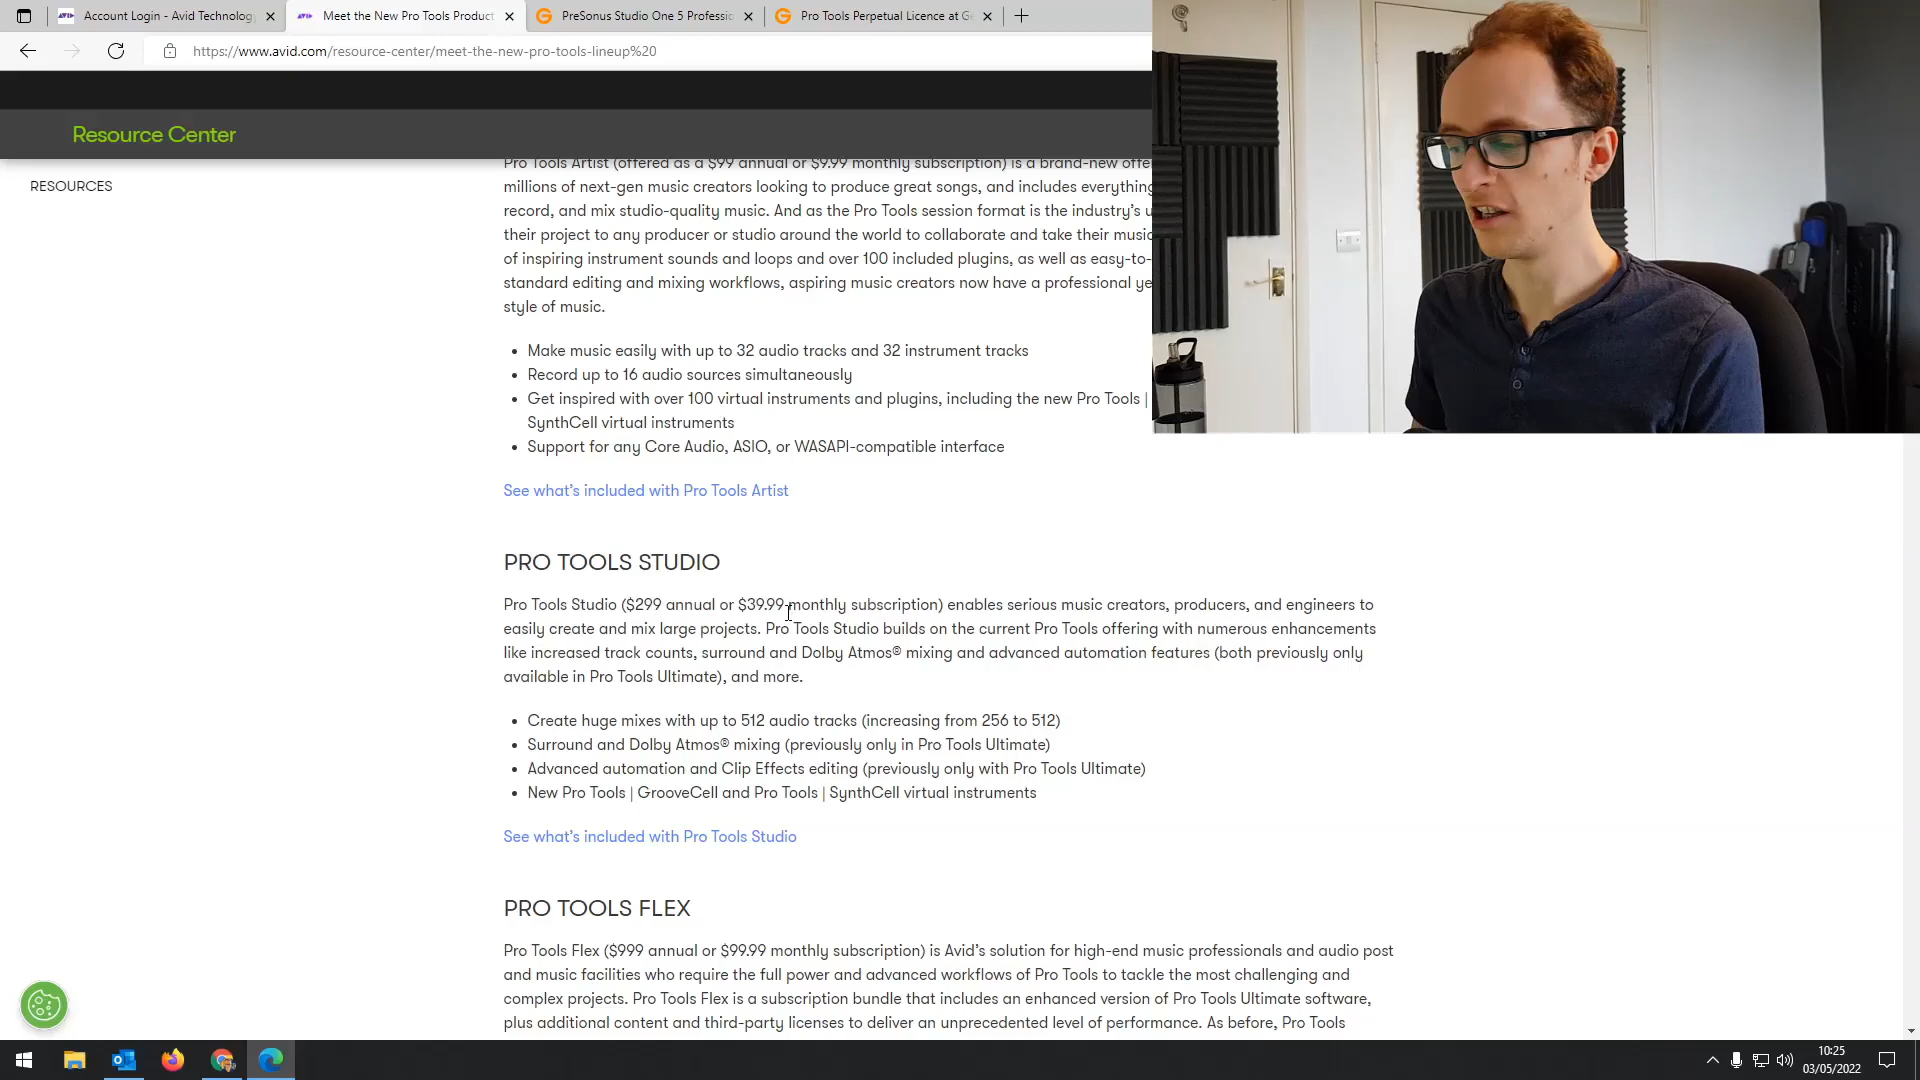 Account Login - Avid Technology
Meet the New Pro Tools Product
PreSonus Studio One 5 Professio
Pro Tools Perpetual Licence at Ge
https://www.avid.com/resource-center/meet-the-new-pro-tools-lineup%20
Resource Center
RESOURCES
Pro Tools Artist (offered as a $99 annual or $9.99 monthly subscription) is a brand-new offe
millions of next-gen music creators looking to produce great songs, and includes everything
record, and mix studio-quality music. And as the Pro Tools session format is the industry's u
their project to any producer or studio around the world to collaborate and take their music
of inspiring instrument sounds and loops and over 100 included plugins, as well as easy-to-
standard editing and mixing workflows, aspiring music creators now have a professional ye
style of music.
• Make music easily with up to 32 audio tracks and 32 instrument tracks
• Record up to 16 audio sources simultaneously
• Get inspired with over 100 virtual instruments and plugins, including the new Pro Tools |
SynthCell virtual instruments
• Support for any Core Audio, ASIO, or WASAPI-compatible interface
See what's included with Pro Tools Artist
PRO TOOLS STUDIO
Pro Tools Studio ($299 annual or $39.99 monthly subscription) enables serious music creators, producers, and engineers to
easily create and mix large projects. Pro Tools Studio builds on the current Pro Tools offering with numerous enhancements
like increased track counts, surround and Dolby Atmos® mixing and advanced automation features (both previously only
available in Pro Tools Ultimate), and more.
• Create huge mixes with up to 512 audio tracks (increasing from 256 to 512)
• Surround and Dolby Atmos® mixing (previously only in Pro Tools Ultimate)
• Advanced automation and Clip Effects editing (previously only with Pro Tools Ultimate)
• New Pro Tools | GrooveCell and Pro Tools | SynthCell virtual instruments
See what's included with Pro Tools Studio
PRO TOOLS FLEX
Pro Tools Flex ($999 annual or $99.99 monthly subscription) is Avid's solution for high-end music professionals and audio post
and music facilities who require the full power and advanced workflows of Pro Tools to tackle the most challenging and
complex projects. Pro Tools Flex is a subscription bundle that includes an enhanced version of Pro Tools Ultimate software,
plus additional content and third-party licenses to deliver an unprecedented level of performance. As before, Pro Tools
10:25
03/05/2022